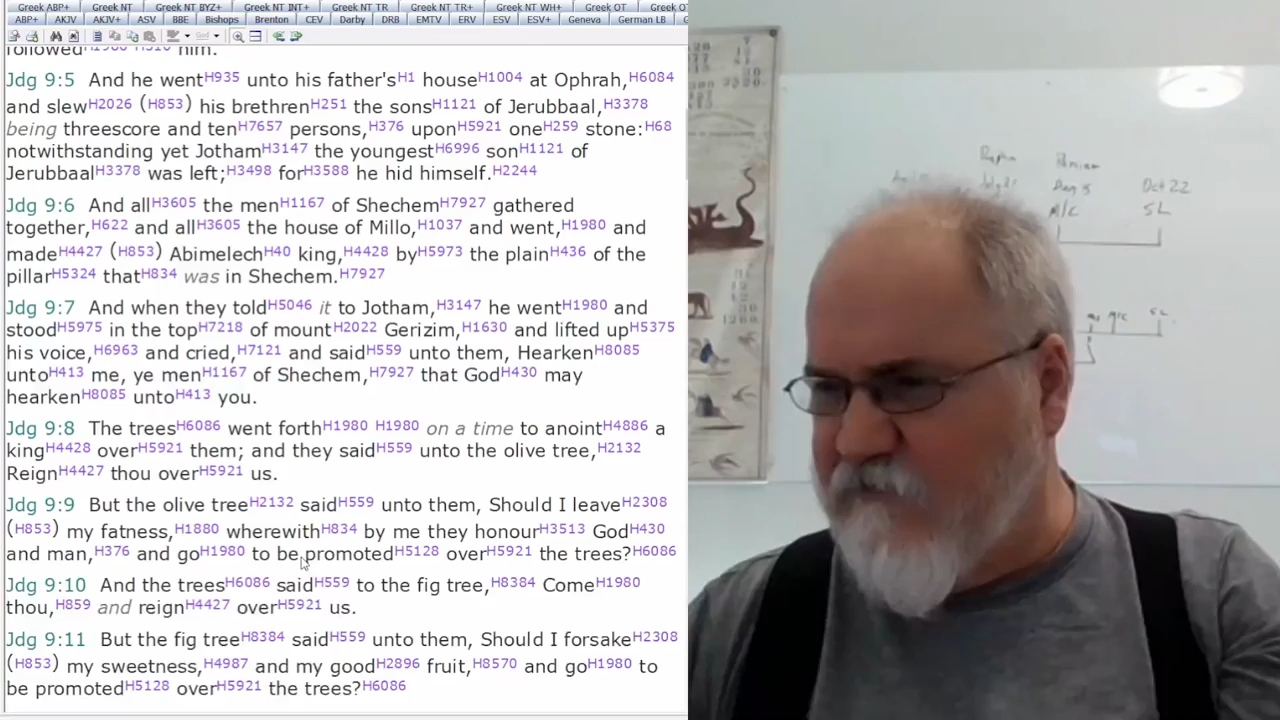 Greek ABP+ Greek NT Greek NT BYZ+ Greek NT INT+ Greek NT TR Greek NT TR+ Greek NT WH+ Greek OT
ABP+ AKJV AKJV+ ASV BBE Bishops Brenton CEV Darby DRB EMTV ERV ESV ESV+ Geneva German LB
followedH1980 H310 him.
Jdg 9:5 And he wentH935 unto his father'sH1 houseH1004 at Ophrah,H6084
and slewH2026 (H853) his brethrenH251 the sonsH1121 of Jerubbaal,H3378
being threescore and tenH7657 persons,H376 uponH5921 oneH259 stone:H68
notwithstanding yet JothamH3147 the youngestH6996 sonH1121 of
JerubbaalH3378 was left;H3498 forH3588 he hid himself.H2244
Jdg 9:6 And allH3605 the menH1167 of ShechemH7927 gathered
together,H622 and allH3605 the house of Millo,H1037 and went,H1980 and
madeH4427 (H853) AbimelechH40 king,H4428 byH5973 the plainH436 of the
pillarH5324 thatH834 was in Shechem.H7927
Jdg 9:7 And when they toldH5046 it to Jotham,H3147 he wentH1980 and
stoodH5975 in the topH7218 of mountH2022 Gerizim,H1630 and lifted upH5375
his voice,H6963 and cried,H7121 and saidH559 unto them, HearkenH8085
untoH413 me, ye menH1167 of Shechem,H7927 that GodH430 may
hearkenH8085 untoH413 you.
Jdg 9:8 The treesH6086 went forthH1980 H1980 on a time to anointH4886 a
kingH4428 overH5921 them; and they saidH559 unto the olive tree,H2132
ReignH4427 thou overH5921 us.
Jdg 9:9 But the olive treeH2132 saidH559 unto them, Should I leaveH2308
(H853) my fatness,H1880 wherewithH834 by me they honourH3513 GodH430
and man,H376 and goH1980 to be promotedH5128 overH5921 the trees?H6086
Jdg 9:10 And the treesH6086 saidH559 to the fig tree,H8384 ComeH1980
thou,H859 and reignH4427 overH5921 us.
Jdg 9:11 But the fig treeH8384 saidH559 unto them, Should I forsakeH2308
(H853) my sweetness,H4987 and my goodH2896 fruit,H8570 and goH1980 to
be promotedH5128 overH5921 the trees?H6086
Oct 22
M/C SL
1260